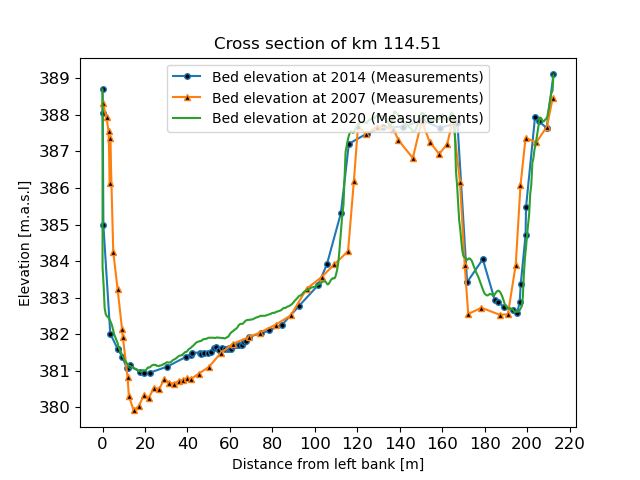 Cross section of km 114.51
Bed elevation at 2014 (Measurements)
Bed elevation at 2007 (Measurements)
Bed elevation at 2020 (Measurements)
Elevation [m.a.s.l]
389
388
387
386
385
384
383
382
381
380
0 20 40 60 80 100 120 140 160 180 200 220
Distance from left bank [m]